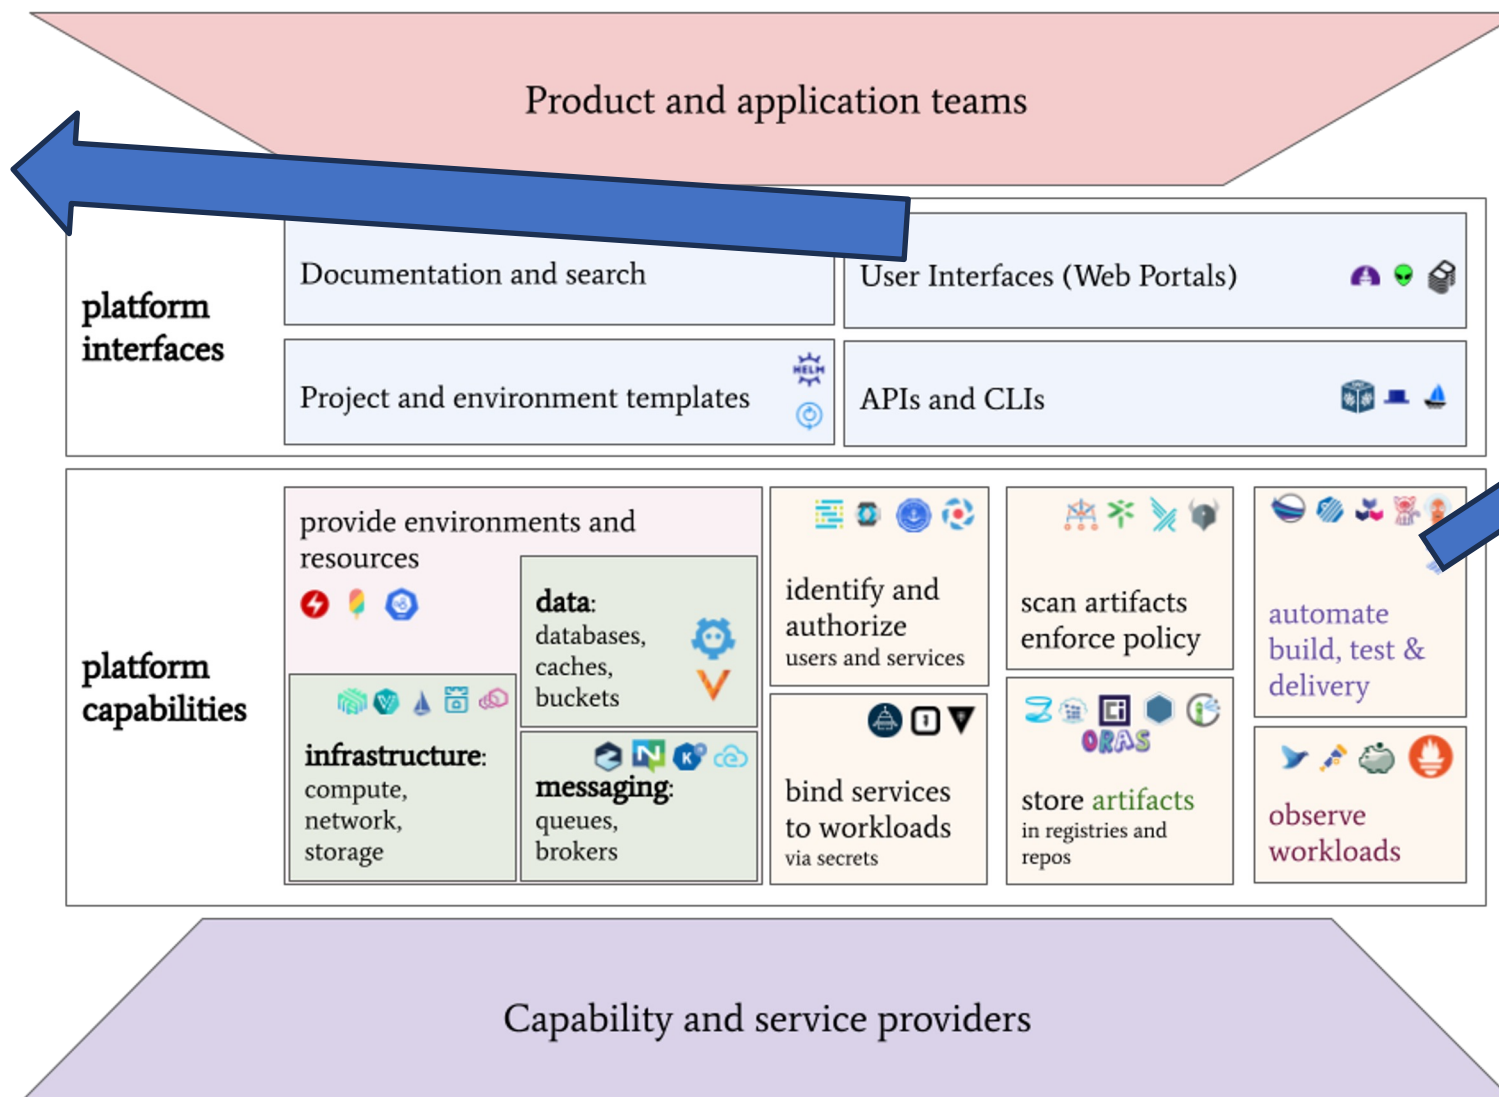 Product and application teams
platform
interfaces
Documentation and search
User Interfaces (Web Portals)
Project and environment templates
HELM
APIs and CLIs
platform
capabilities
provide environments and
resources
data:
databases,
caches,
buckets
infrastructure:
compute,
network,
storage
messaging:
queues,
brokers
identify and
authorize
users and services
bind services
to workloads
via secrets
scan artifacts
enforce policy
ORAS
store artifacts
in registries and
repos
automate
build, test &
delivery
observe
workloads
Capability and service providers